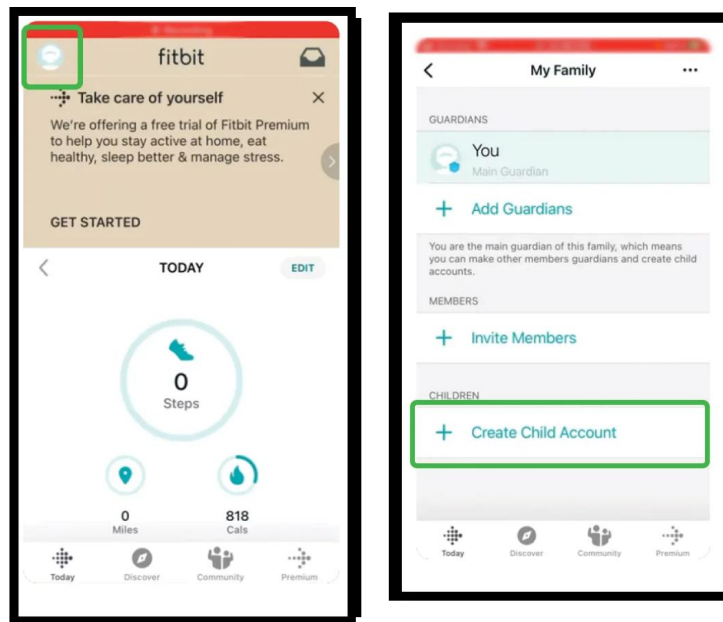 fitbit
Take care of yourself
We're offering a free trial of Fitbit Premium
to help you stay active at home, eat
healthy, sleep better & manage stress.
GET STARTED
TODAY
EDIT
0
Steps
0
Miles
818
Cals
Today
Discover
Community
Premium
My Family
GUARDIANS
You
Main Guardian
+ Add Guardians
You are the main guardian of this family, which means
you can make other members guardians and create child
accounts.
MEMBERS
+ Invite Members
CHILDREN
+ Create Child Account
Today
Discover
Community
Premium